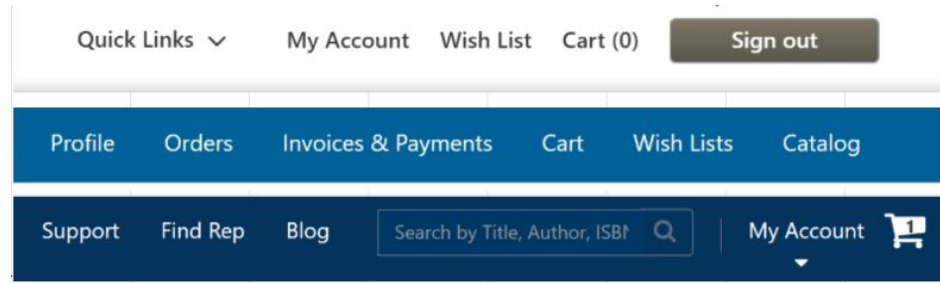 Quick Links My Account Wish List Cart (0) Sign out
Profile Orders Invoices & Payments Cart Wish Lists Catalog
Support Find Rep Blog Search by Title, Author, ISBN My Account 1